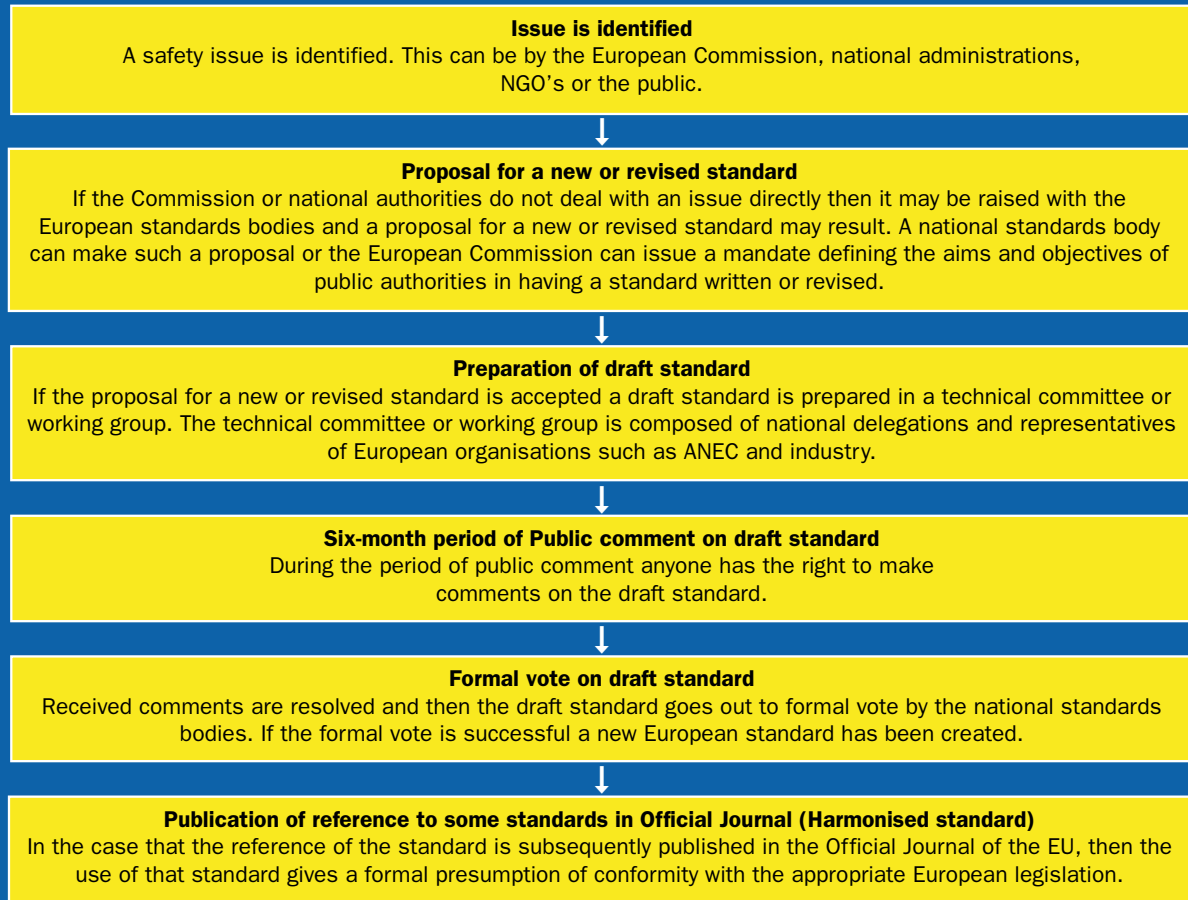 Issue is identified
A safety issue is identified. This can be by the European Commission, national administrations,
NGO's or the public.
Proposal for a new or revised standard
If the Commission or national authorities do not deal with an issue directly then it may be raised with the
European standards bodies and a proposal for a new or revised standard may result. A national standards body
can make such a proposal or the European Commission can issue a mandate defining the aims and objectives of
public authorities in having a standard written or revised.
Preparation of draft standard
If the proposal for a new or revised standard is accepted a draft standard is prepared in a technical committee or
working group. The technical committee or working group is composed of national delegations and representatives
of European organisations such as ANEC and industry.
Six-month period of Public comment on draft standard
During the period of public comment anyone has the right to make
comments on the draft standard.
Formal vote on draft standard
Received comments are resolved and then the draft standard goes out to formal vote by the national standards
bodies. If the formal vote is successful a new European standard has been created.
Publication of reference to some standards in Official Journal (Harmonised standard)
In the case that the reference of the standard is subsequently published in the Official Journal of the EU, then the
use of that standard gives a formal presumption of conformity with the appropriate European legislation.